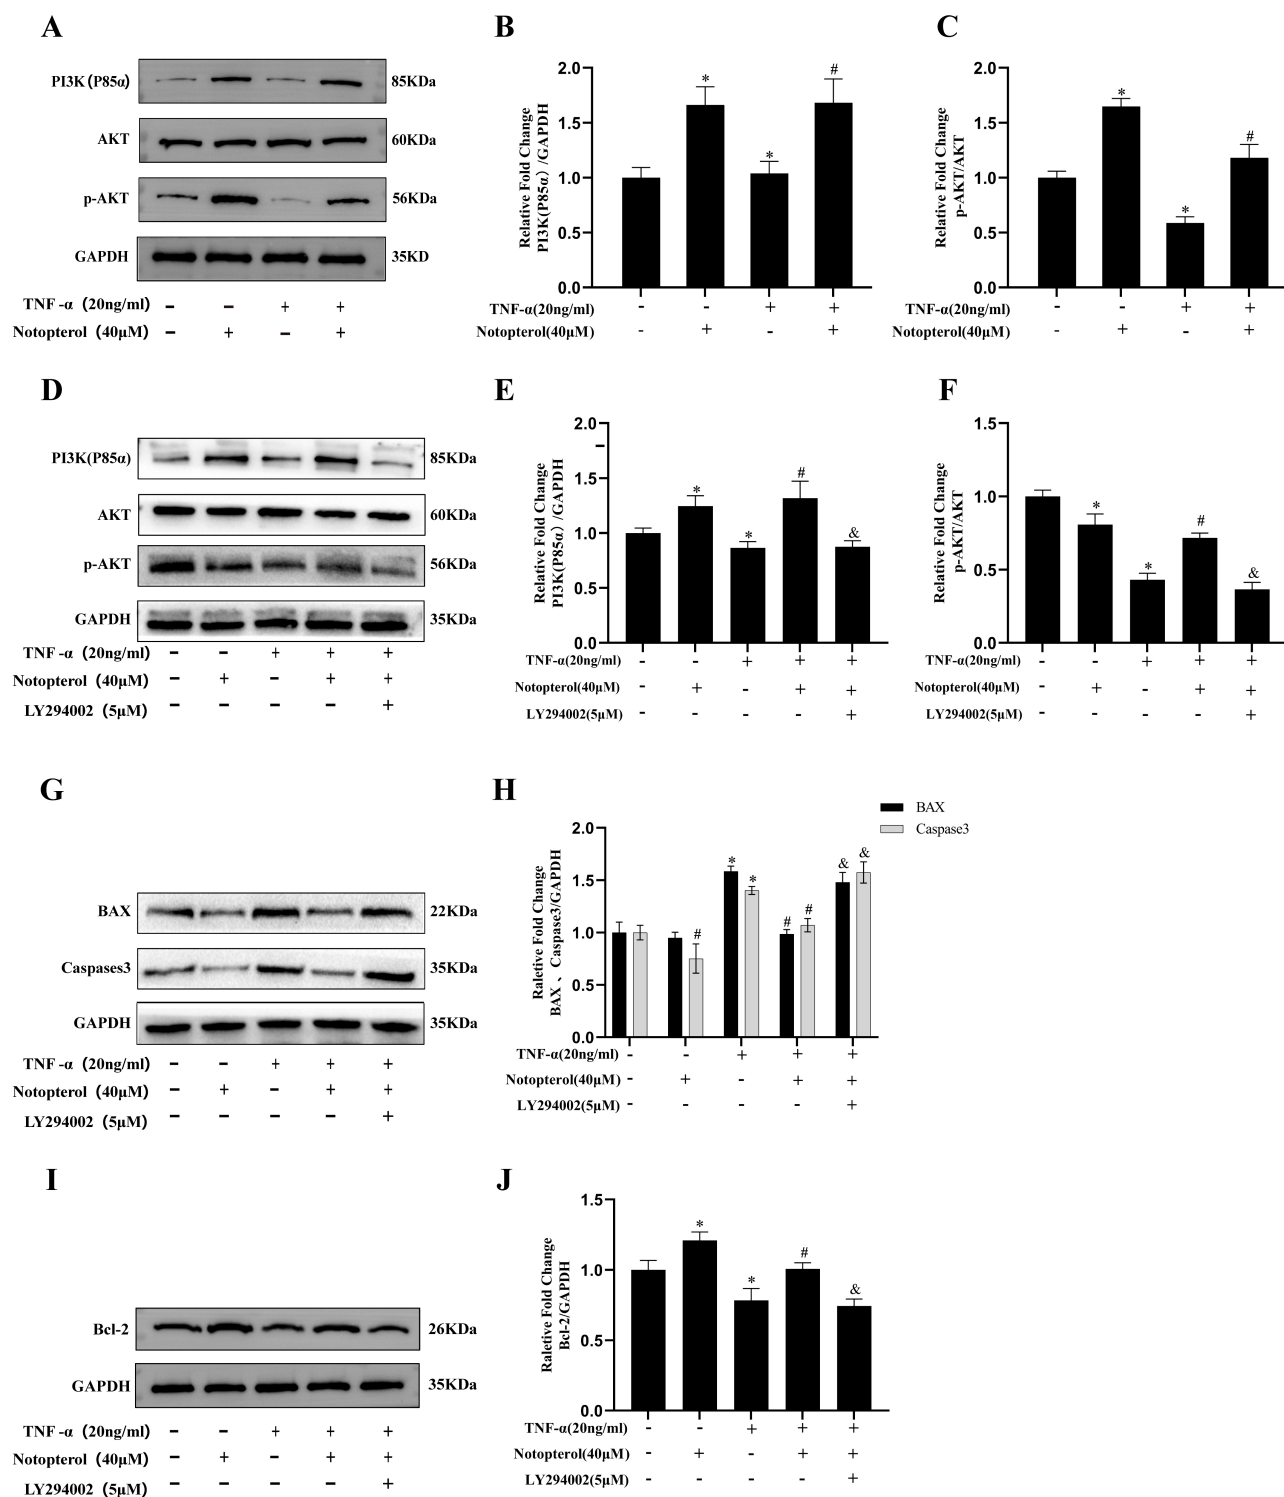 A
PI3K(P85α) 85KDa
AKT 60KDa
p-AKT 56KDa
GAPDH 35KD
TNF-α (20ng/ml) - - + +
Notopterol (40μM) - + - +
B
Relative Fold Change
PI3K(P85α) /GAPDH
2.0
1.5
1.0
0.5
0.0
* * #
TNF-α(20ng/ml) - - + +
Notopterol(40μM) - + - +
C
Relative Fold Change
p-AKT/AKT
2.0
1.5
1.0
0.5
0.0
* * #
TNF-α(20ng/ml) - - + +
Notopterol(40μM) - + - +
D
PI3K(P85α) 85KDa
AKT 60KDa
p-AKT 56KDa
GAPDH 35KDa
TNF-α (20ng/ml) - - + + +
Notopterol (40μM) - + - + +
LY294002 (5μM) - - - - +
E
Relative Fold Change
PI3K(P85α) /GAPDH
2.0
1.5
1.0
0.5
0.0
* * # &
TNF-α(20ng/ml) - - + + +
Notopterol(40μM) - + - + +
LY294002(5μM) - - - - +
F
Relative Fold Change
p-AKT/AKT
1.5
1.0
0.5
0.0
* * # &
TNF-α(20ng/ml) - - + + +
Notopterol(40μM) - + - + +
LY294002(5μM) - - - - +
G
BAX 22KDa
Caspases3 35KDa
GAPDH 35KDa
TNF-α (20ng/ml) - - + + +
Notopterol (40μM) - + - + +
LY294002 (5μM) - - - - +
H
BAX
Caspase3
Raletive Fold Change
BAX 、Caspase3/GAPDH
2.0
1.5
1.0
0.5
0.0
# * * # # & &
TNF-α(20ng/ml) - - + + +
Notopterol(40μM) - + - + +
LY294002(5μM) - - - - +
I
Bcl-2 26KDa
GAPDH 35KDa
TNF-α (20ng/ml) - - + + +
Notopterol (40μM) - + - + +
LY294002 (5μM) - - - - +
J
Raletive Fold Change
Bcl-2/GAPDH
1.5
1.0
0.5
0.0
* * # &
TNF-α(20ng/ml) - - + + +
Notopterol(40μM) - + - + +
LY294002(5μM) - - - - +